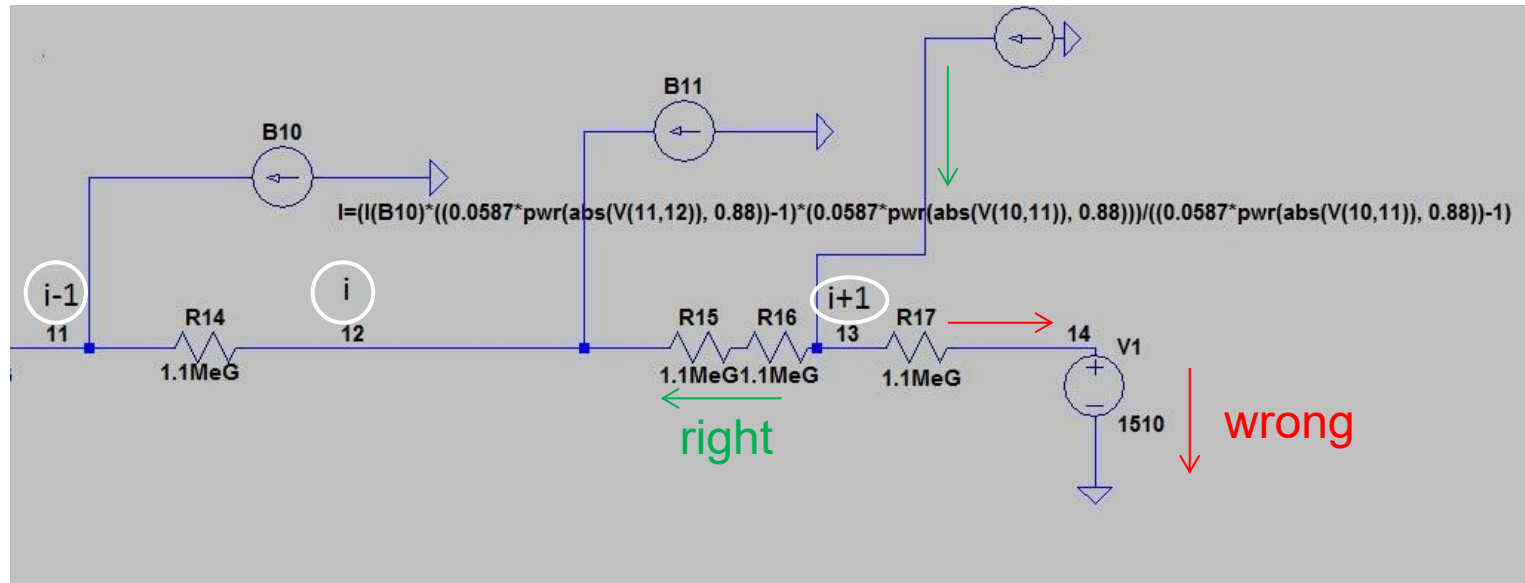 B11
B10
I=(I(B10)*((0.0587*pwr(abs(V(11,12)), 0.88))-1)*(0.0587*pwr(abs(V(10,11)), 0.88)))/((0.0587*pwr(abs(V(10,11)), 0.88))-1)
i-1 i i+1
11 R14 12 R15 R16 13 R17 14 V1
1.1MeG 1.1MeG 1.1MeG 1.1MeG
1510
right wrong